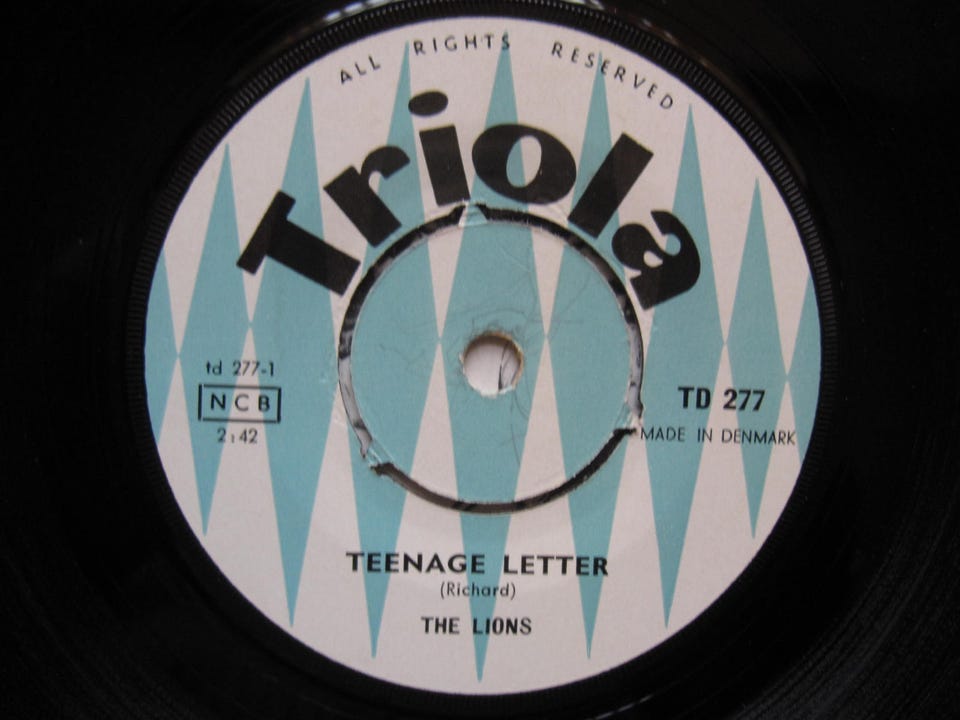 ALL RIGHTS RESERVED
Triola
td 277-1
NCB
2:42
TD 277
MADE IN DENMARK
TEENAGE LETTER
(Richard)
THE LIONS